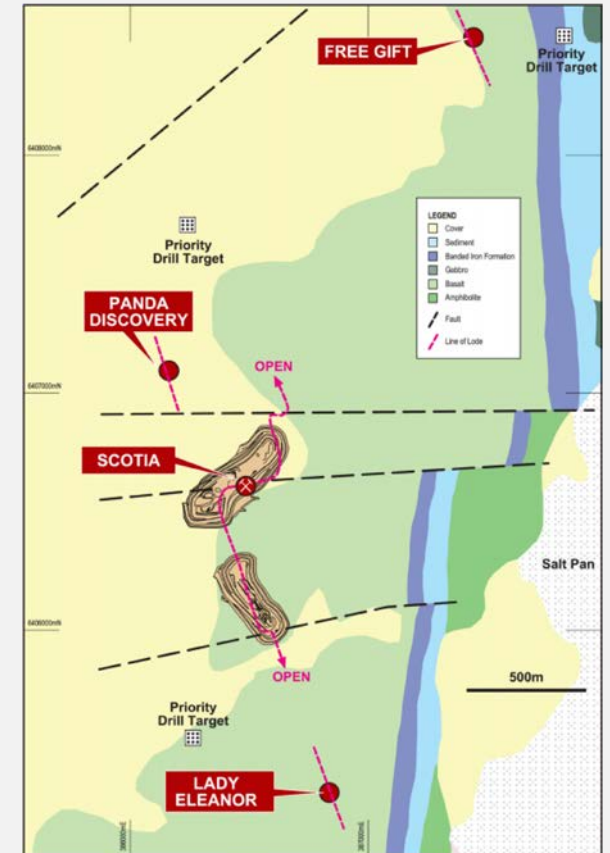 FREE GIFT
Priority
Drill Target
6408000mN
LEGEND
Cover
Sediment
Banded Iron Formation
Gabbro
Basalt
Amphibolite
Fault
Line of Lode
Priority
Drill Target
PANDA
DISCOVERY
OPEN
6407000mN
SCOTIA
Salt Pan
6406000mN
500m
OPEN
Priority
Drill Target
LADY
ELEANOR